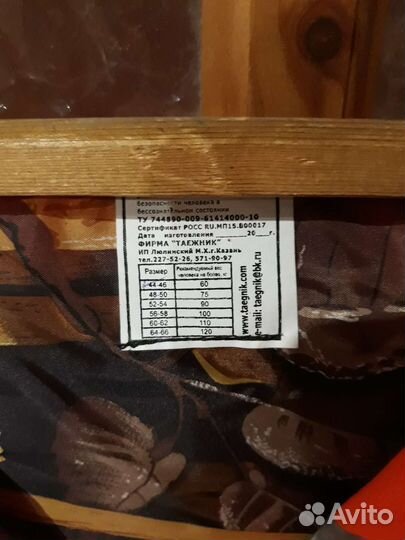 безопасности человека в
бессознательном состоянии
ТУ 744890-009-61414000-10
Сертификат РОСС RU.МП15.В00017
Дата изготовления ______20___г.
ФИРМА "ТАЕЖНИК"
ИП Люлинский М.Х.г.Казань
тел.227-52-26, 571-90-97
Размер Рекомендуемый вес человека не более, кг
44-46 60
48-50 75
52-54 90
56-58 100
60-62 110
64-66 120
www.taegnik.com
e-mail: taegnik@bk.ru
Avito